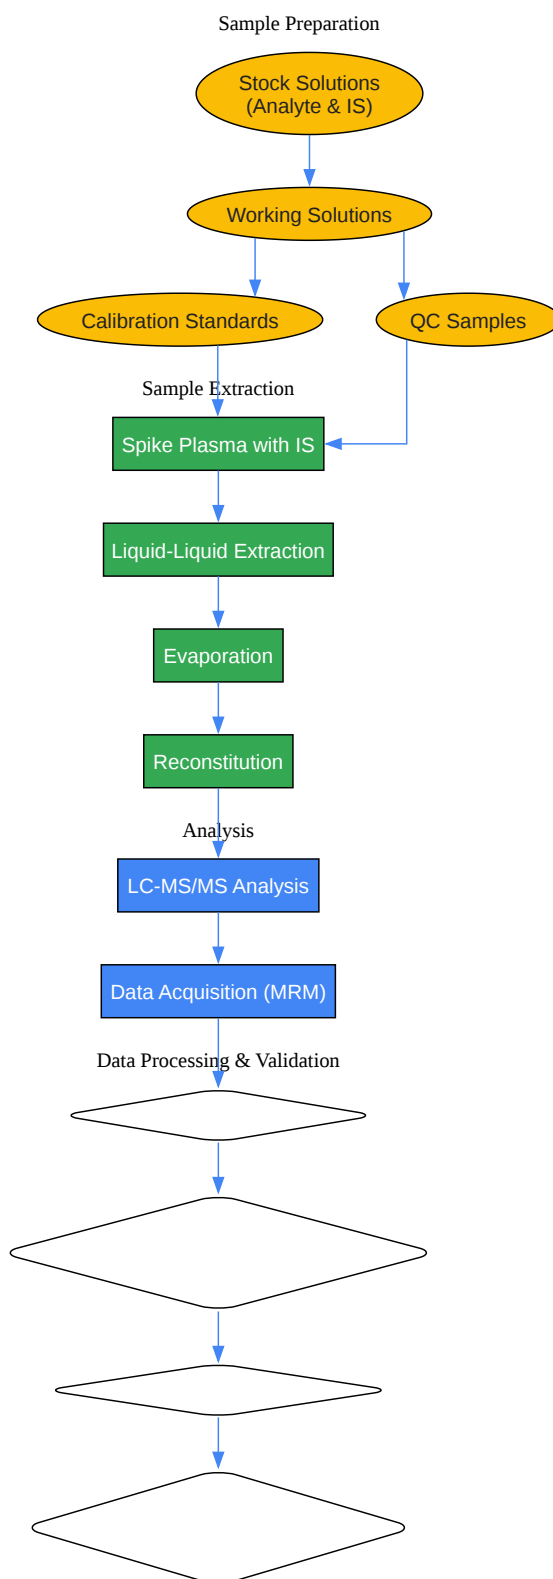 Sample Preparation
Stock Solutions
(Analyte & IS)
Working Solutions
Calibration Standards
QC Samples
Sample Extraction
Spike Plasma with IS
Liquid-Liquid Extraction
Evaporation
Reconstitution
Analysis
LC-MS/MS Analysis
Data Acquisition (MRM)
Data Processing & Validation